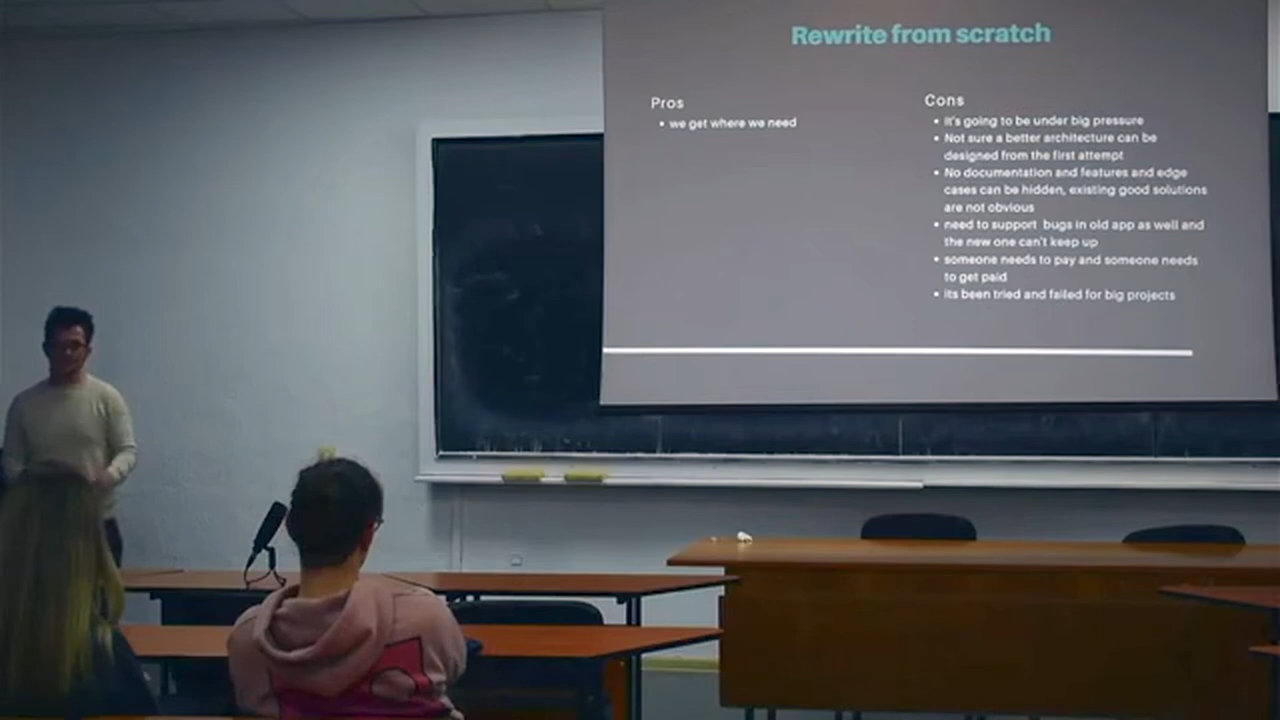 Rewrite from scratch
Pros
• we get where we need
Cons
• it's going to be under big pressure
• Not sure a better architecture can be
designed from the first attempt
• No documentation and features and edge
cases can be hidden, existing good solutions
are not obvious
• need to support bugs in old app as well and
the new one can't keep up
• someone needs to pay and someone needs
to get paid
• its been tried and failed for big projects